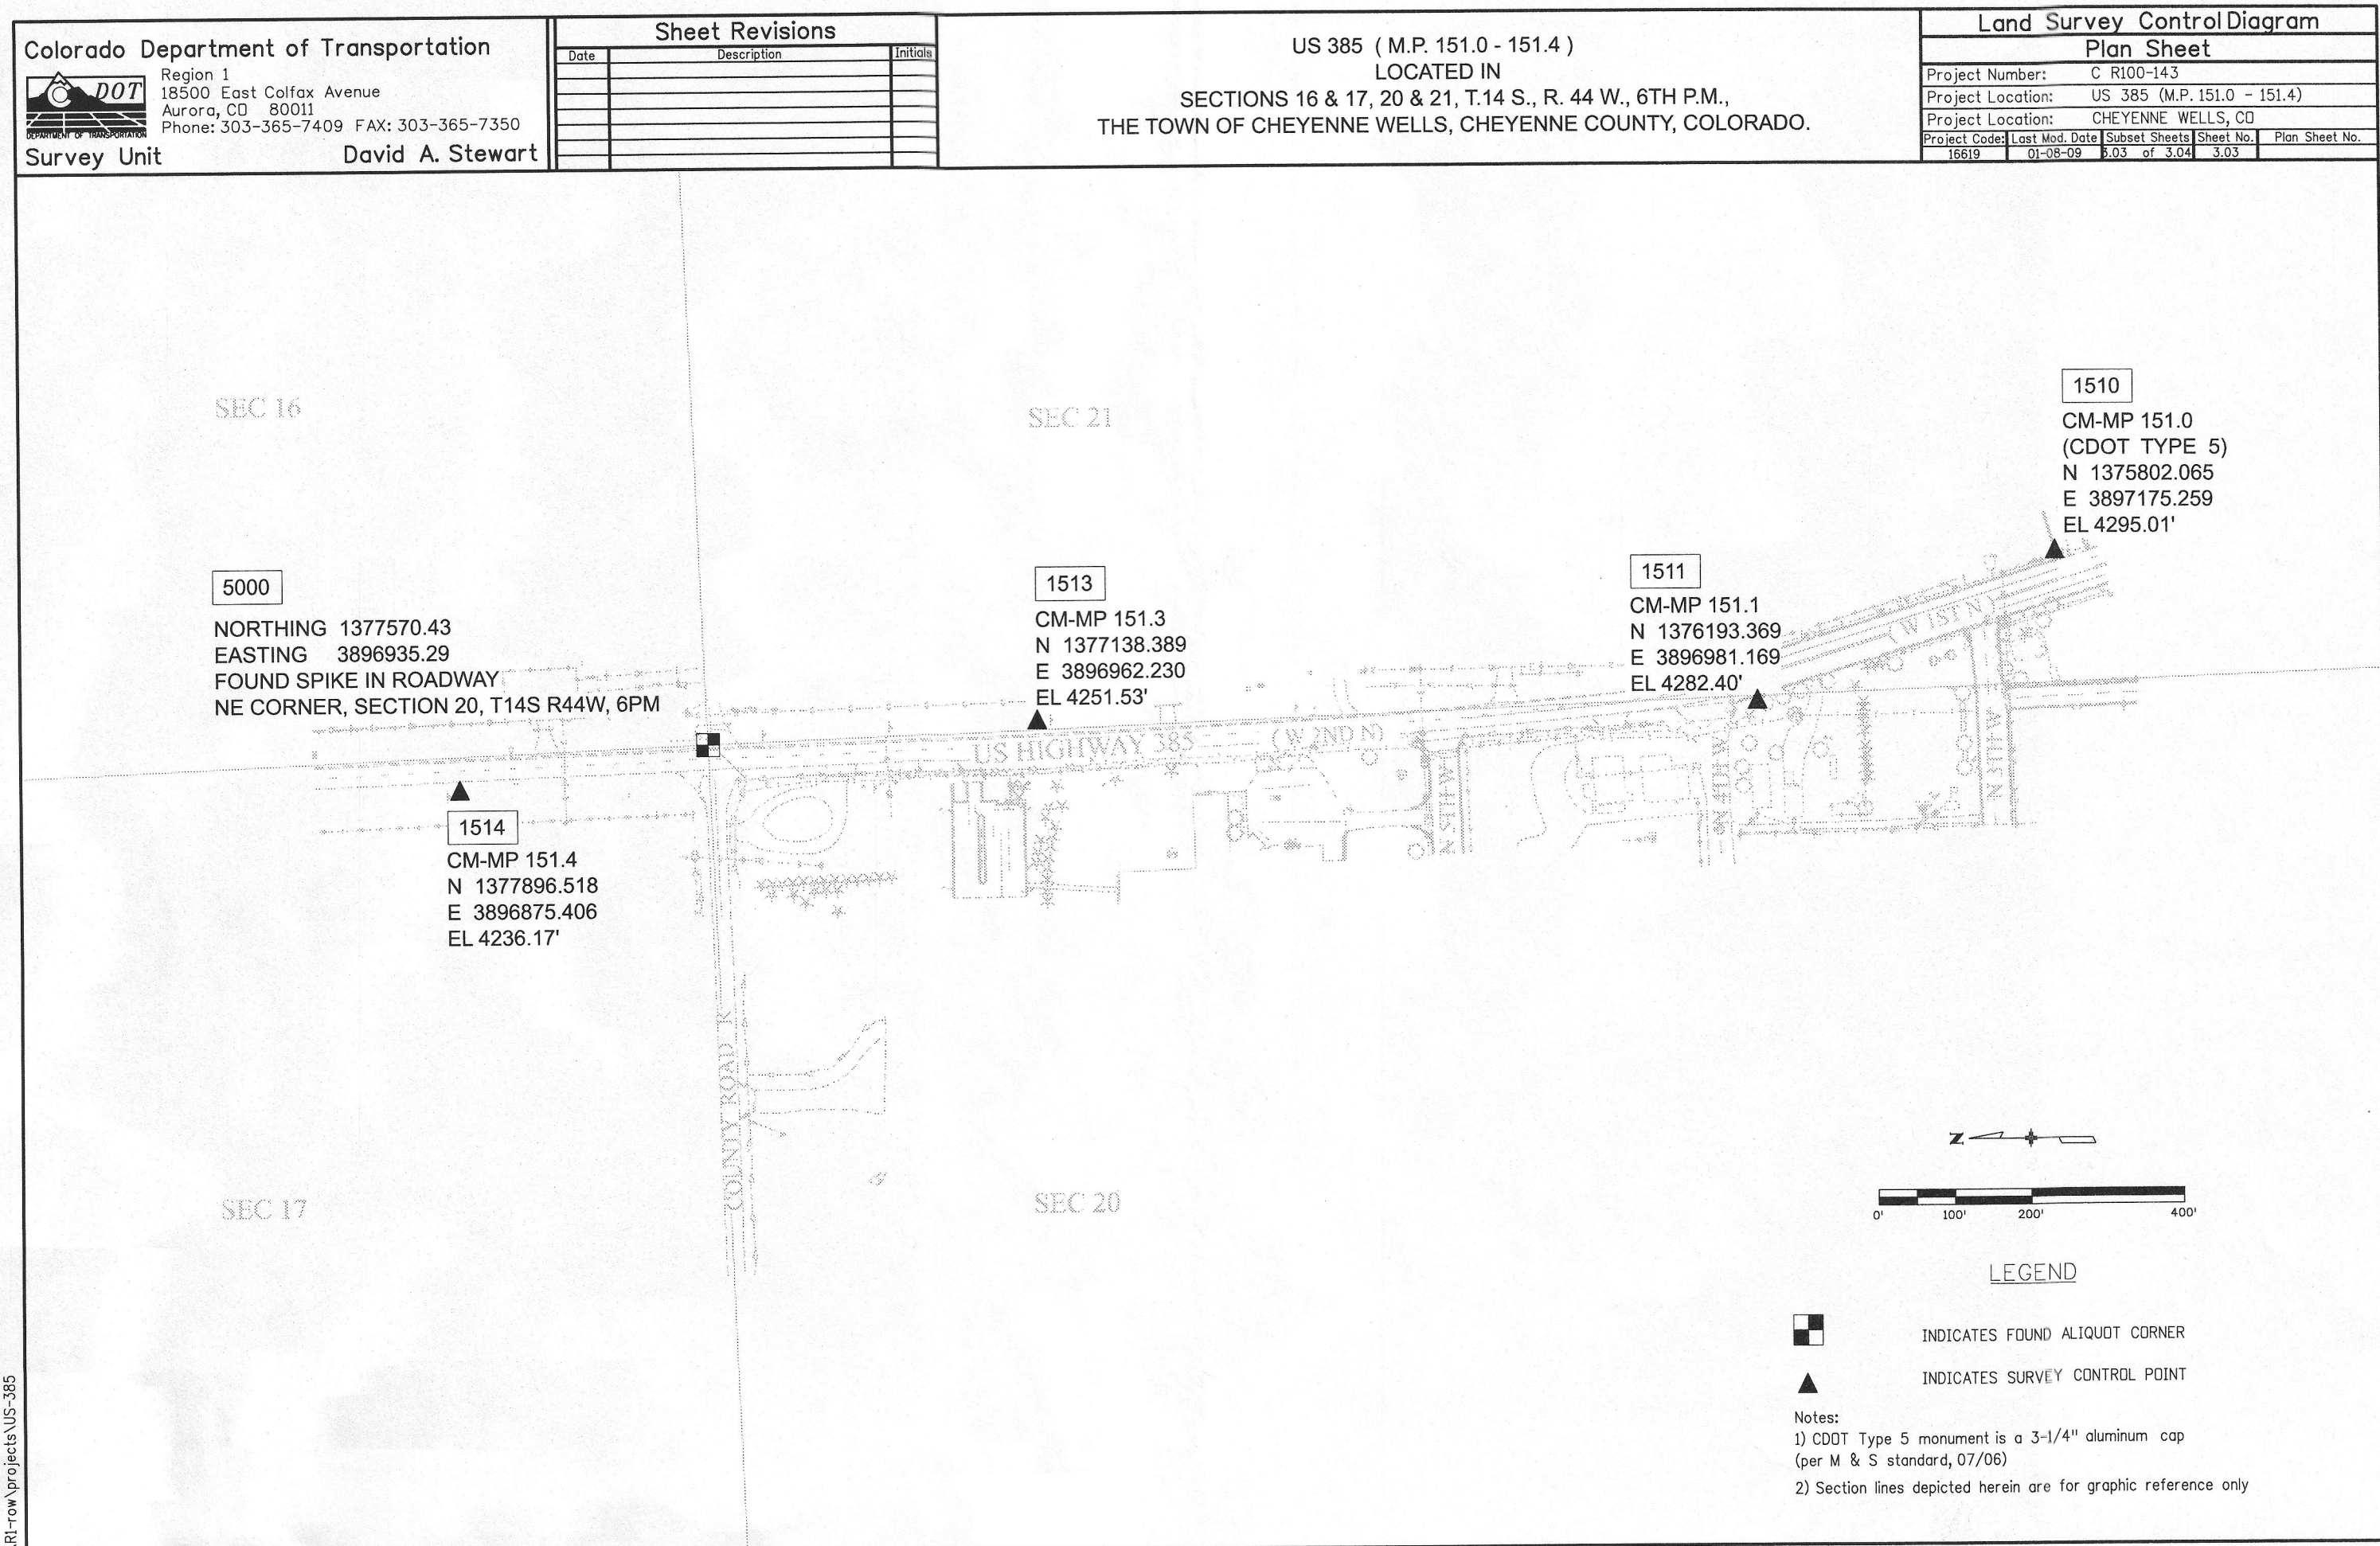 Colorado Department of Transportation
DOT
DEPARTMENT OF TRANSPORTATION
Region 1
18500 East Colfax Avenue
Aurora, CO 80011
Phone: 303-365-7409 FAX: 303-365-7350
Survey Unit David A. Stewart
Sheet Revisions
Date Description Initials
US 385 ( M.P. 151.0 - 151.4 )
LOCATED IN
SECTIONS 16 & 17, 20 & 21, T.14 S., R. 44 W., 6TH P.M.,
THE TOWN OF CHEYENNE WELLS, CHEYENNE COUNTY, COLORADO.
Land Survey Control Diagram
Plan Sheet
Project Number: C R100-143
Project Location: US 385 (M.P. 151.0 - 151.4)
Project Location: CHEYENNE WELLS, CO
Project Code: Last Mod. Date Subset Sheets Sheet No. Plan Sheet No.
16619 01-08-09 3.03 of 3.04 3.03
SEC 16
SEC 21
1510
CM-MP 151.0
(CDOT TYPE 5)
N 1375802.065
E 3897175.259
EL 4295.01'
5000
NORTHING 1377570.43
EASTING 3896935.29
FOUND SPIKE IN ROADWAY
NE CORNER, SECTION 20, T14S R44W, 6PM
1513
CM-MP 151.3
N 1377138.389
E 3896962.230
EL 4251.53'
1511
CM-MP 151.1
N 1376193.369
E 3896981.169
EL 4282.40'
(W 1ST N)
US HIGHWAY 385
(W 2ND N)
N 5TH W
N 4TH W
1514
CM-MP 151.4
N 1377896.518
E 3896875.406
EL 4236.17'
COUNTY ROAD R
SEC 17
SEC 20
N
0' 100' 200' 400'
LEGEND
INDICATES FOUND ALIQUOT CORNER
INDICATES SURVEY CONTROL POINT
Notes:
1) CDOT Type 5 monument is a 3-1/4" aluminum cap
(per M & S standard, 07/06)
2) Section lines depicted herein are for graphic reference only
R1-row\projects\US-385